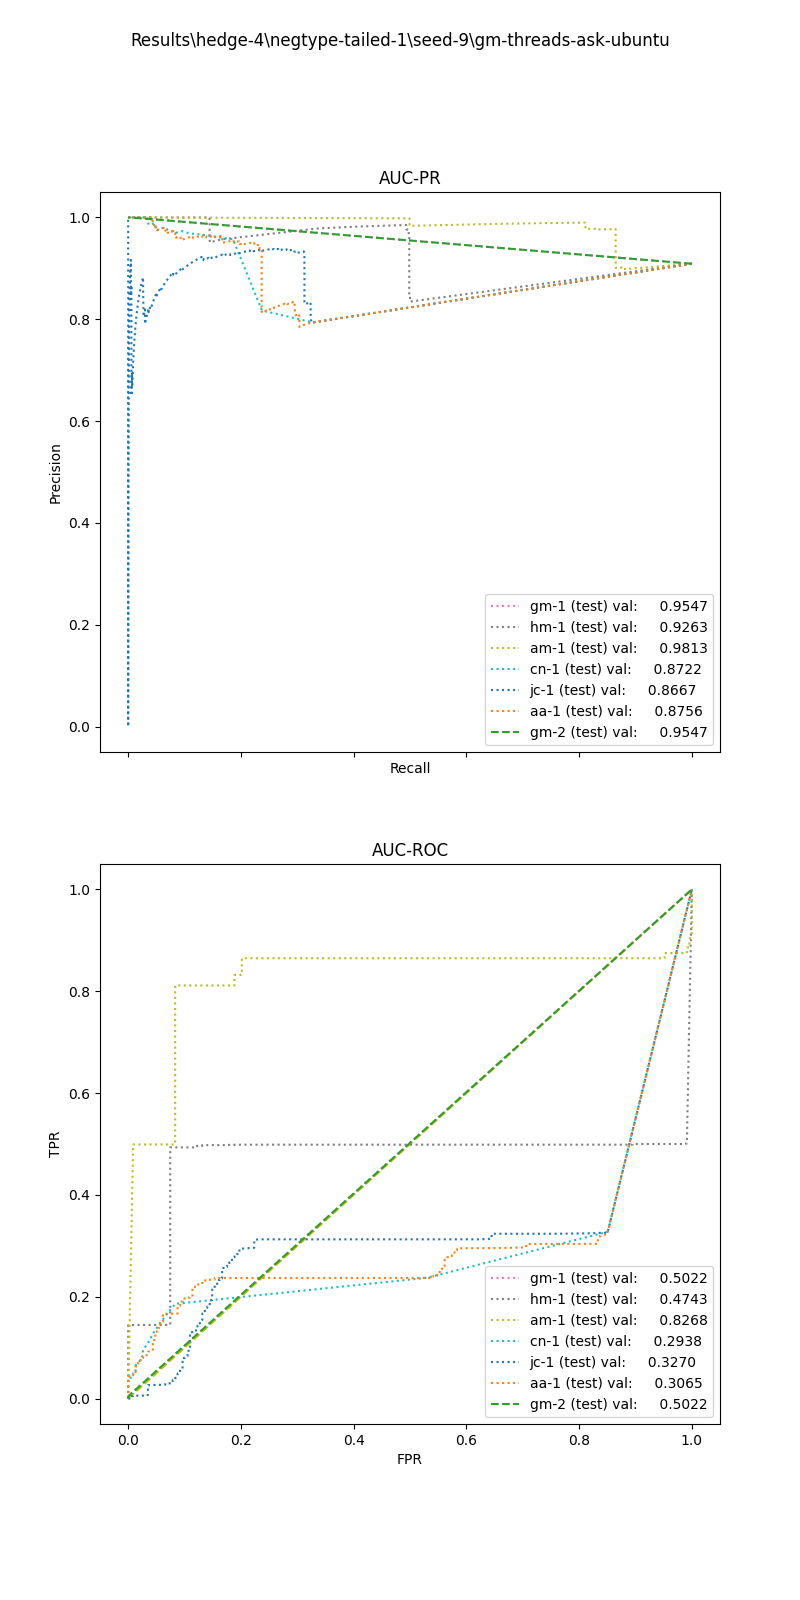 Results\hedge-4\negtype-tailed-1\seed-9\gm-threads-ask-ubuntu
AUC-PR
1.0
0.8
0.6
0.4
0.2
0.0
Precision
gm-1 (test) val: 0.9547
hm-1 (test) val: 0.9263
am-1 (test) val: 0.9813
cn-1 (test) val: 0.8722
jc-1 (test) val: 0.8667
aa-1 (test) val: 0.8756
gm-2 (test) val: 0.9547
Recall
AUC-ROC
1.0
0.8
0.6
0.4
0.2
0.0
TPR
gm-1 (test) val: 0.5022
hm-1 (test) val: 0.4743
am-1 (test) val: 0.8268
cn-1 (test) val: 0.2938
jc-1 (test) val: 0.3270
aa-1 (test) val: 0.3065
gm-2 (test) val: 0.5022
0.0 0.2 0.4 0.6 0.8 1.0
FPR